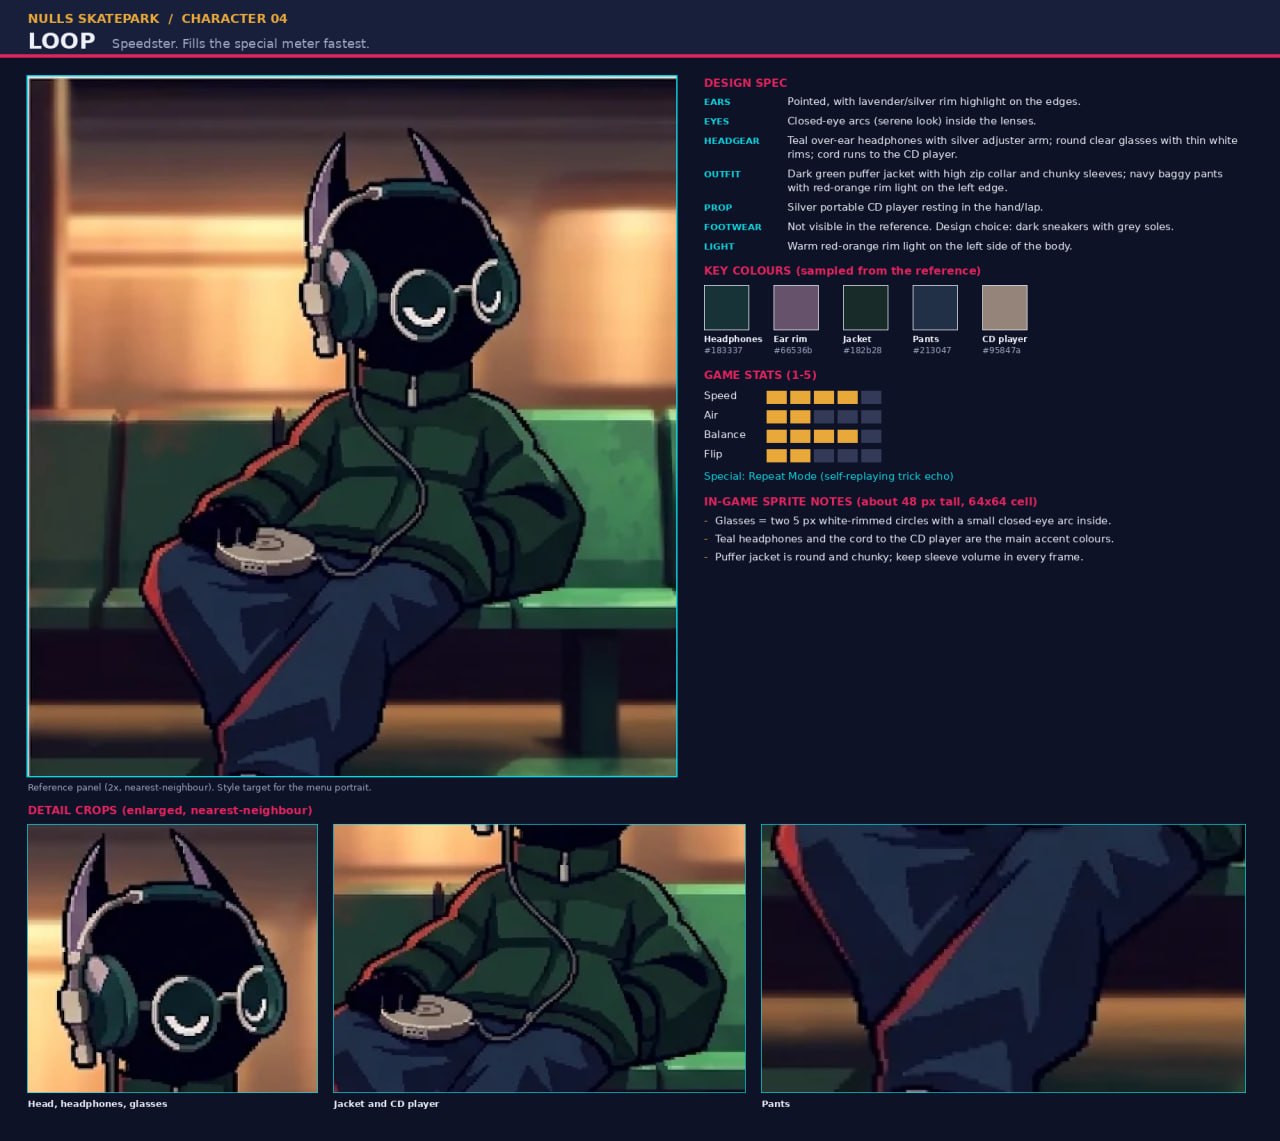 NULLS SKATEPARK / CHARACTER 04
LOOP Speedster. Fills the special meter fastest.
DESIGN SPEC
EARS Pointed, with lavender/silver rim highlight on the edges.
EYES Closed-eye arcs (serene look) inside the lenses.
HEADGEAR Teal over-ear headphones with silver adjuster arm; round clear glasses with thin white
rims; cord runs to the CD player.
OUTFIT Dark green puffer jacket with high zip collar and chunky sleeves; navy baggy pants
with red-orange rim light on the left edge.
PROP Silver portable CD player resting in the hand/lap.
FOOTWEAR Not visible in the reference. Design choice: dark sneakers with grey soles.
LIGHT Warm red-orange rim light on the left side of the body.
KEY COLOURS (sampled from the reference)
Headphones Ear rim Jacket Pants CD player
#183337 #66536b #182b28 #213047 #95847a
GAME STATS (1-5)
Speed
Air
Balance
Flip
Special: Repeat Mode (self-replaying trick echo)
IN-GAME SPRITE NOTES (about 48 px tall, 64x64 cell)
- Glasses = two 5 px white-rimmed circles with a small closed-eye arc inside.
- Teal headphones and the cord to the CD player are the main accent colours.
- Puffer jacket is round and chunky; keep sleeve volume in every frame.
Reference panel (2x, nearest-neighbour). Style target for the menu portrait.
DETAIL CROPS (enlarged, nearest-neighbour)
Head, headphones, glasses
Jacket and CD player
Pants